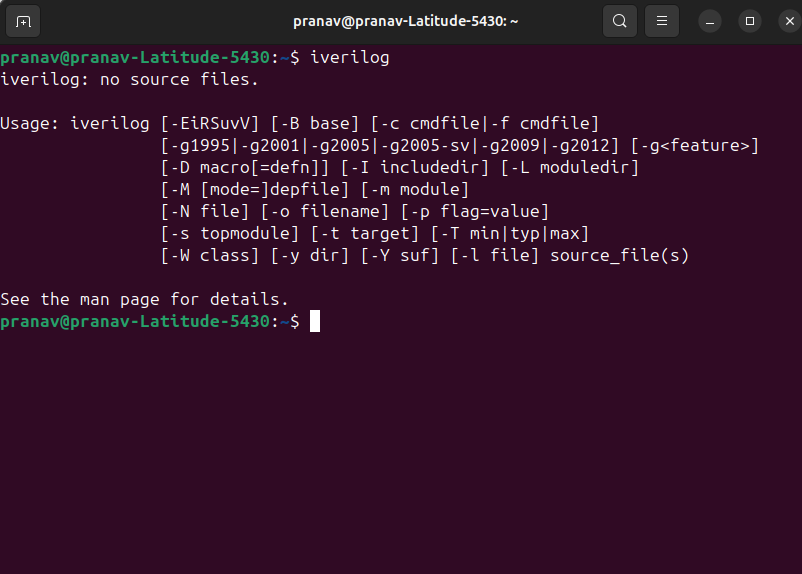 pranav@pranav-Latitude-5430: ~
pranav@pranav-Latitude-5430:~$ iverilog
iverilog: no source files.
Usage: iverilog [-EiRSuvV] [-B base] [-c cmdfile|-f cmdfile]
                [-g1995|-g2001|-g2005|-g2005-sv|-g2009|-g2012] [-g<feature>]
                [-D macro[=defn]] [-I includedir] [-L moduledir]
                [-M [mode=]depfile] [-m module]
                [-N file] [-o filename] [-p flag=value]
                [-s topmodule] [-t target] [-T min|typ|max]
                [-W class] [-y dir] [-Y suf] [-l file] source_file(s)
See the man page for details.
pranav@pranav-Latitude-5430:~$